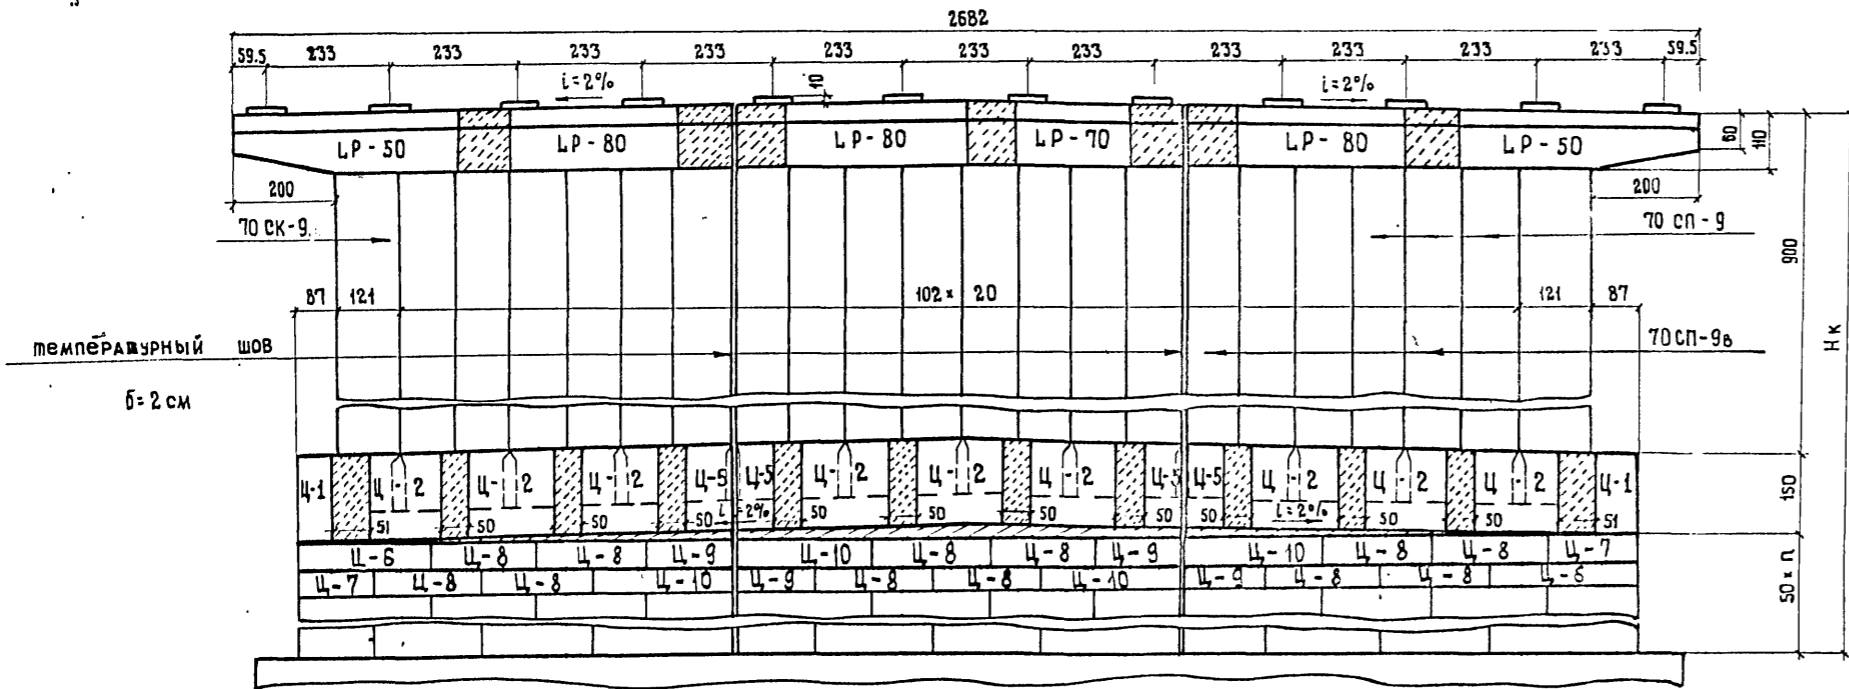 2682
59.5 233 233 233 233 233 233 233 233 233 233 233 59.5
i=2% 10 i=2%
LP-50 LP-80 LP-80 LP-70 LP-80 LP-50
60 110
200 200
70 СК-9 70 СП-9
900
87 121 102 × 20 121 87
температурный шов 70 СП-9в
Нк
б=2 см
Ц-1 Ц-2 Ц-2 Ц-2 Ц-5 Ц-5 Ц-2 Ц-2 Ц-2 Ц-5 Ц-5 Ц-2 Ц-2 Ц-2 Ц-1
150
51 50 50 50 i=2% 50 50 50 50 50 i=2% 50 50 51
Ц-6 Ц-8 Ц-8 Ц-9 Ц-10 Ц-8 Ц-8 Ц-9 Ц-10 Ц-8 Ц-8 Ц-7
Ц-7 Ц-8 Ц-8 Ц-10 Ц-9 Ц-8 Ц-8 Ц-10 Ц-9 Ц-8 Ц-8 Ц-6
50 × п